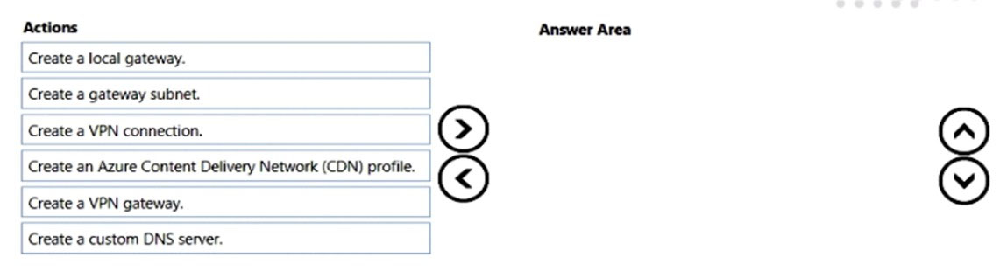 Actions
Answer Area
Create a local gateway.
Create a gateway subnet.
Create a VPN connection.
Create an Azure Content Delivery Network (CDN) profile.
Create a VPN gateway.
Create a custom DNS server.